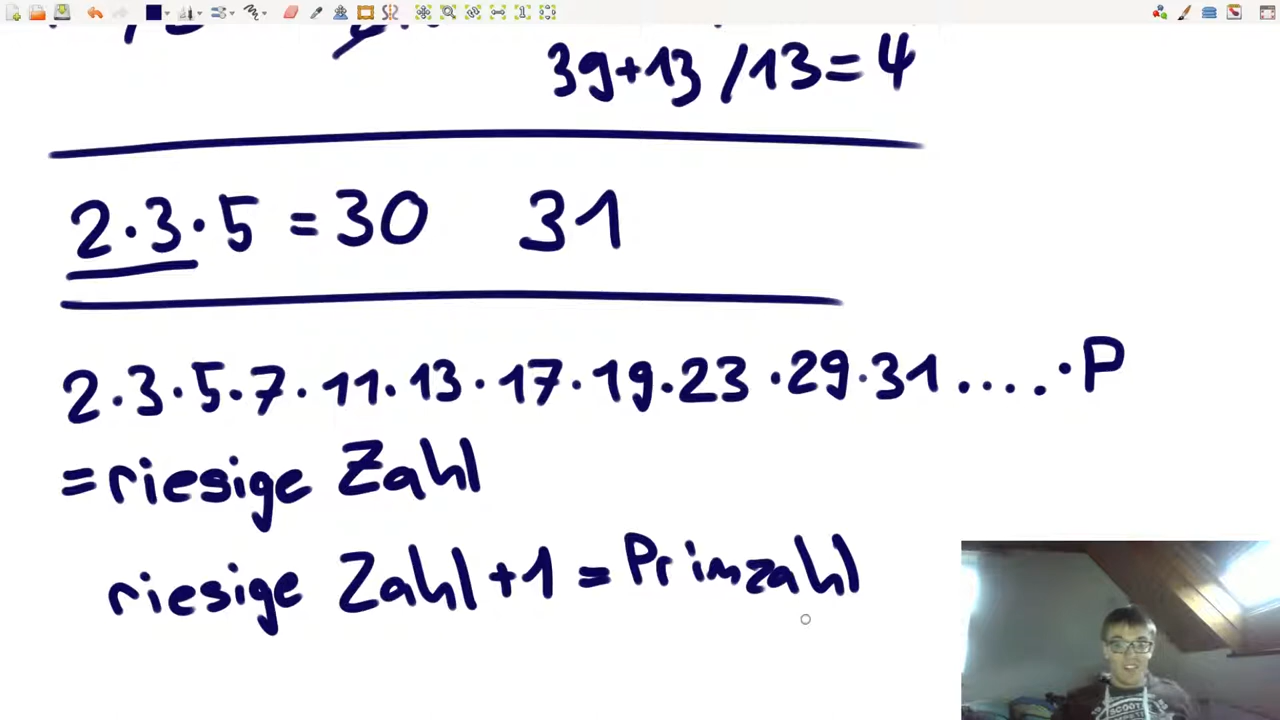 39+13/13=4
2·3·5=30 31
2·3·5·7·11·13·17·19·23·29·31....·P
=riesige Zahl
riesige Zahl+1=Primzahl